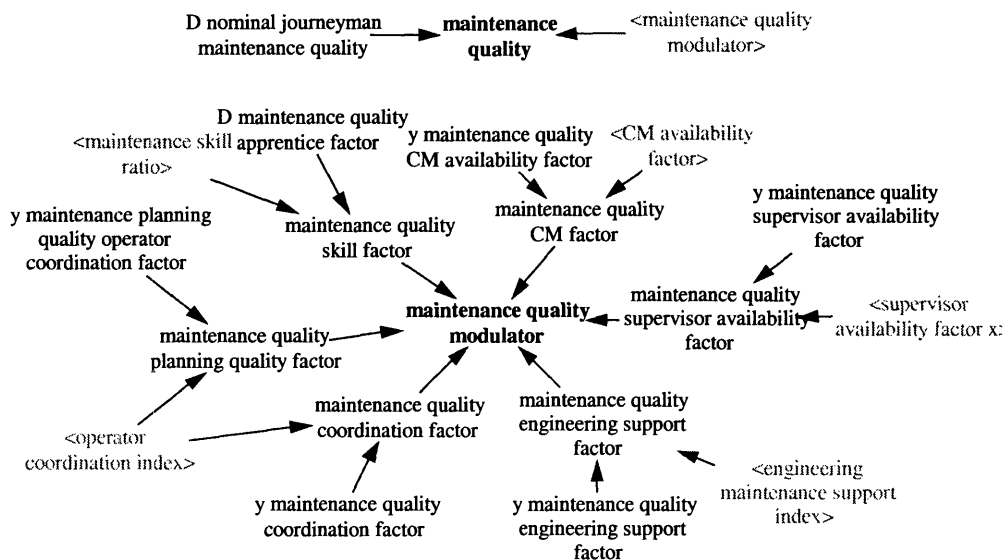 D nominal journeyman
maintenance quality
maintenance
quality
<maintenance quality
modulator>
D maintenance quality
apprentice factor
<maintenance skill
ratio>
y maintenance quality
CM availability factor
<CM availability
factor>
maintenance quality
skill factor
maintenance quality
CM factor
y maintenance quality
supervisor availability
factor
y maintenance planning
quality operator
coordination factor
maintenance quality
modulator
maintenance quality
supervisor availability
factor
<supervisor
availability factor x>
maintenance quality
planning quality factor
maintenance quality
coordination factor
maintenance quality
engineering support
factor
<operator
coordination index>
<engineering
maintenance support
index>
y maintenance quality
coordination factor
y maintenance quality
engineering support
factor